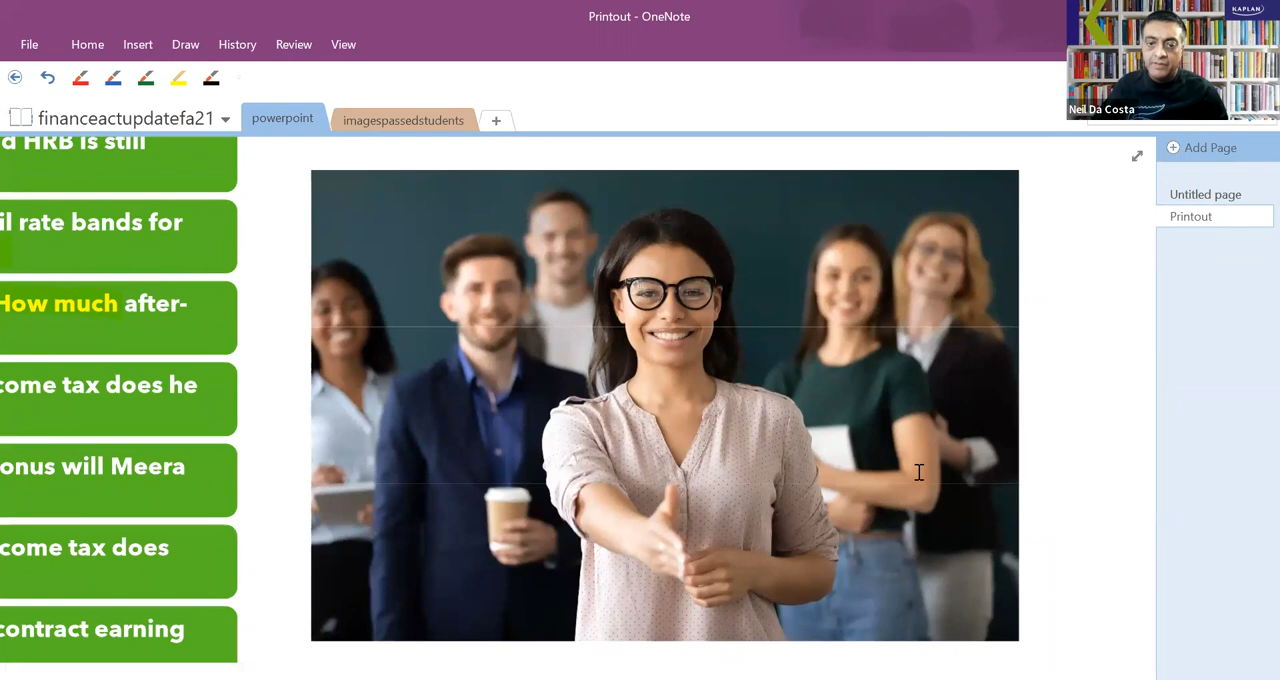 Printout - OneNote
KAPLAN
File Home Insert Draw History Review View
Neil Da Costa
financeactupdatefa21
powerpoint
imagespassedstudents
Add Page
Untitled page
Printout
d HRB is still
il rate bands for
How much after-
come tax does he
onus will Meera
come tax does
contract earning